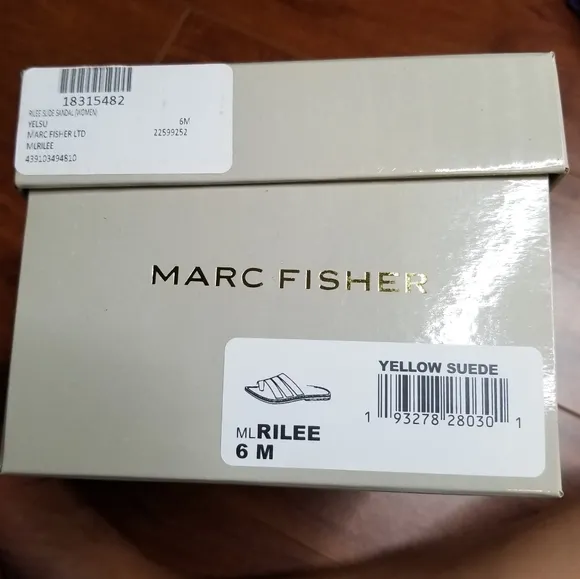 18315482
RILEE SLIDE SANDAL (WOMEN)
YELSU 6M
MARC FISHER LTD 22599252
MLRILEE
439103494810
MARC FISHER
YELLOW SUEDE
1 93278 28030 1
MLRILEE
6 M